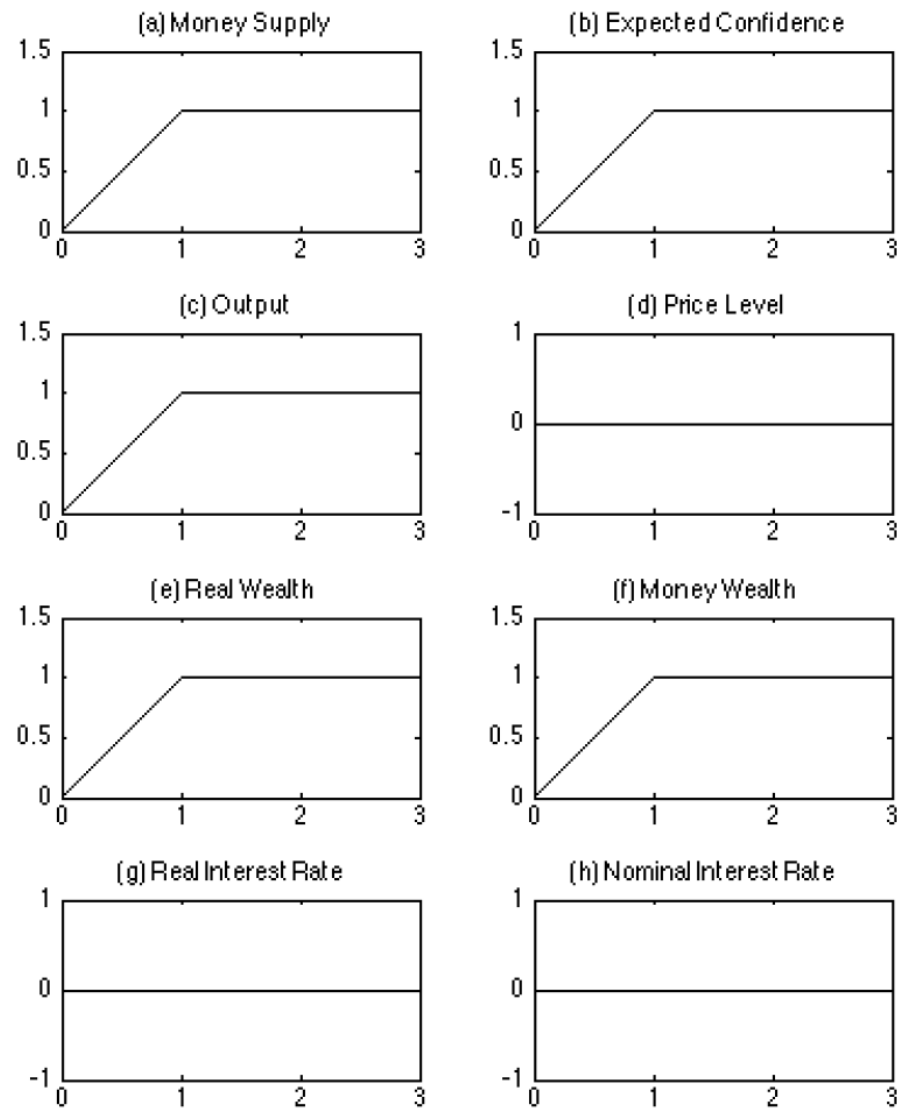 (a) Money Supply
1.5
1
0.5
0
0 1 2 3
(b) Expected Confidence
1.5
1
0.5
0
0 1 2 3
(c) Output
1.5
1
0.5
0
0 1 2 3
(d) Price Level
1
0
-1
0 1 2 3
(e) Real Wealth
1.5
1
0.5
0
0 1 2 3
(f) Money Wealth
1.5
1
0.5
0
0 1 2 3
(g) Real Interest Rate
1
0
-1
0 1 2 3
(h) Nominal Interest Rate
1
0
-1
0 1 2 3